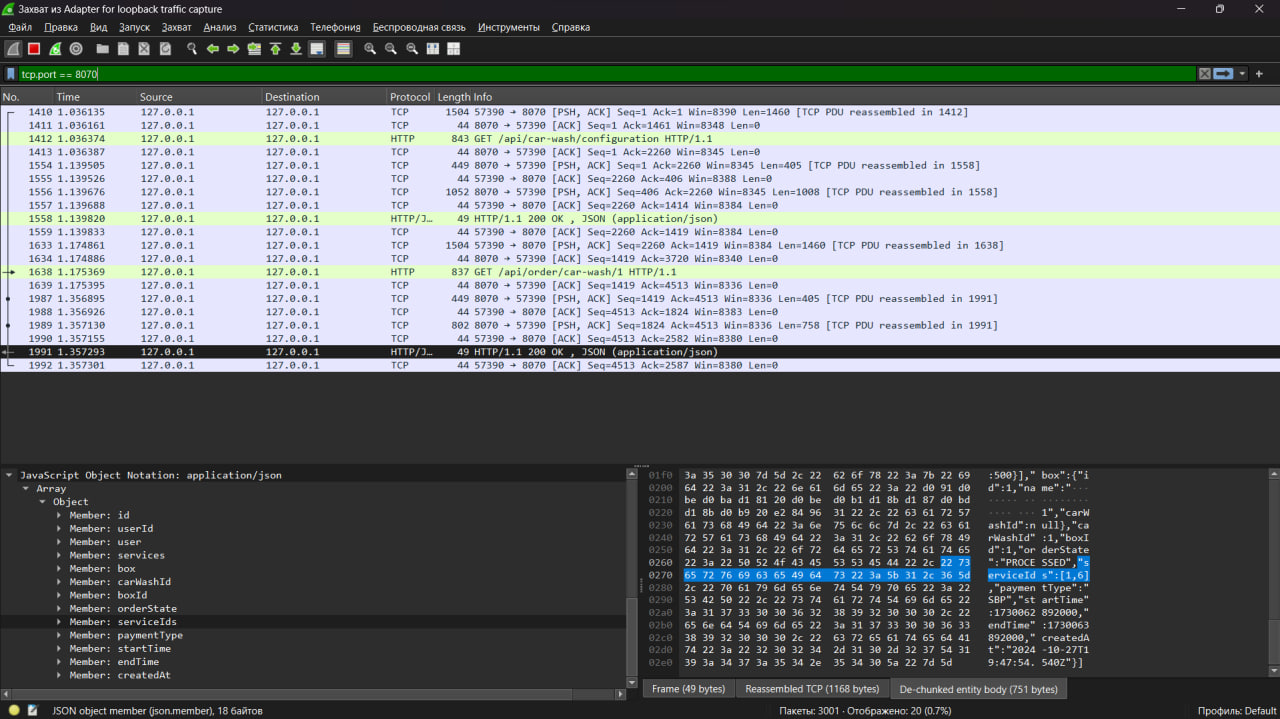 Захват из Adapter for loopback traffic capture
Файл Правка Вид Запуск Захват Анализ Статистика Телефония Беспроводная связь Инструменты Справка
tcp.port == 8070
No. Time Source Destination Protocol Length Info
1410 1.036135 127.0.0.1 127.0.0.1 TCP 1504 57390 → 8070 [PSH, ACK] Seq=1 Ack=1 Win=8390 Len=1460 [TCP PDU reassembled in 1412]
1411 1.036161 127.0.0.1 127.0.0.1 TCP 44 8070 → 57390 [ACK] Seq=1 Ack=1461 Win=8348 Len=0
1412 1.036374 127.0.0.1 127.0.0.1 HTTP 843 GET /api/car-wash/configuration HTTP/1.1
1413 1.036387 127.0.0.1 127.0.0.1 TCP 44 8070 → 57390 [ACK] Seq=1 Ack=2260 Win=8345 Len=0
1554 1.139505 127.0.0.1 127.0.0.1 TCP 449 8070 → 57390 [PSH, ACK] Seq=1 Ack=2260 Win=8345 Len=405 [TCP PDU reassembled in 1558]
1555 1.139526 127.0.0.1 127.0.0.1 TCP 44 57390 → 8070 [ACK] Seq=2260 Ack=406 Win=8388 Len=0
1556 1.139676 127.0.0.1 127.0.0.1 TCP 1052 8070 → 57390 [PSH, ACK] Seq=406 Ack=2260 Win=8345 Len=1008 [TCP PDU reassembled in 1558]
1557 1.139688 127.0.0.1 127.0.0.1 TCP 44 57390 → 8070 [ACK] Seq=2260 Ack=1414 Win=8384 Len=0
1558 1.139820 127.0.0.1 127.0.0.1 HTTP/J… 49 HTTP/1.1 200 OK , JSON (application/json)
1559 1.139833 127.0.0.1 127.0.0.1 TCP 44 57390 → 8070 [ACK] Seq=2260 Ack=1419 Win=8384 Len=0
1633 1.174861 127.0.0.1 127.0.0.1 TCP 1504 57390 → 8070 [PSH, ACK] Seq=2260 Ack=1419 Win=8384 Len=1460 [TCP PDU reassembled in 1638]
1634 1.174886 127.0.0.1 127.0.0.1 TCP 44 8070 → 57390 [ACK] Seq=1419 Ack=3720 Win=8340 Len=0
1638 1.175369 127.0.0.1 127.0.0.1 HTTP 837 GET /api/order/car-wash/1 HTTP/1.1
1639 1.175395 127.0.0.1 127.0.0.1 TCP 44 8070 → 57390 [ACK] Seq=1419 Ack=4513 Win=8336 Len=0
1987 1.356895 127.0.0.1 127.0.0.1 TCP 449 8070 → 57390 [PSH, ACK] Seq=1419 Ack=4513 Win=8336 Len=405 [TCP PDU reassembled in 1991]
1988 1.356926 127.0.0.1 127.0.0.1 TCP 44 57390 → 8070 [ACK] Seq=4513 Ack=1824 Win=8383 Len=0
1989 1.357130 127.0.0.1 127.0.0.1 TCP 802 8070 → 57390 [PSH, ACK] Seq=1824 Ack=4513 Win=8336 Len=758 [TCP PDU reassembled in 1991]
1990 1.357155 127.0.0.1 127.0.0.1 TCP 44 57390 → 8070 [ACK] Seq=4513 Ack=2582 Win=8380 Len=0
1991 1.357293 127.0.0.1 127.0.0.1 HTTP/J… 49 HTTP/1.1 200 OK , JSON (application/json)
1992 1.357301 127.0.0.1 127.0.0.1 TCP 44 57390 → 8070 [ACK] Seq=4513 Ack=2587 Win=8380 Len=0
JavaScript Object Notation: application/json
Array
Object
Member: id
Member: userId
Member: user
Member: services
Member: box
Member: carWashId
Member: boxId
Member: orderState
Member: serviceIds
Member: paymentType
Member: startTime
Member: endTime
Member: createdAt
01f0 3a 35 30 30 7d 5d 2c 22 62 6f 78 22 3a 7b 22 69 :500}]," box":{"i
0200 64 22 3a 31 2c 22 6e 61 6d 65 22 3a 22 d0 91 d0 d":1,"na me":"···
0210 be d0 ba d1 81 20 d0 be d0 b1 d1 8b d1 87 d0 bd ····· ·· ········
0220 d1 8b d0 b9 20 e2 84 96 31 22 2c 22 63 61 72 57 ···· ··· 1","carW
0230 61 73 68 49 64 22 3a 6e 75 6c 6c 7d 2c 22 63 61 ashId":n ull},"ca
0240 72 57 61 73 68 49 64 22 3a 31 2c 22 62 6f 78 49 rWashId" :1,"boxI
0250 64 22 3a 31 2c 22 6f 72 64 65 72 53 74 61 74 65 d":1,"or derState
0260 22 3a 22 50 52 4f 43 45 53 53 45 44 22 2c 22 73 ":"PROCE SSED","s
0270 65 72 76 69 63 65 49 64 73 22 3a 5b 31 2c 36 5d erviceId s":[1,6]
0280 2c 22 70 61 79 6d 65 6e 74 54 79 70 65 22 3a 22 ,"paymen tType":"
0290 53 42 50 22 2c 22 73 74 61 72 74 54 69 6d 65 22 SBP","st artTime"
02a0 3a 31 37 33 30 30 36 32 38 39 32 30 30 30 2c 22 :1730062 892000,"
02b0 65 6e 64 54 69 6d 65 22 3a 31 37 33 30 30 36 33 endTime" :1730063
02c0 38 39 32 30 30 30 2c 22 63 72 65 61 74 65 64 41 892000," createdA
02d0 74 22 3a 22 32 30 32 34 2d 31 30 2d 32 37 54 31 t":"2024 -10-27T1
02e0 39 3a 34 37 3a 35 34 2e 35 34 30 5a 22 7d 5d 9:47:54. 540Z"}]
Frame (49 bytes) Reassembled TCP (1168 bytes) De-chunked entity body (751 bytes)
JSON object member (json.member), 18 байтов Пакеты: 3001 · Отображено: 20 (0.7%) Профиль: Default